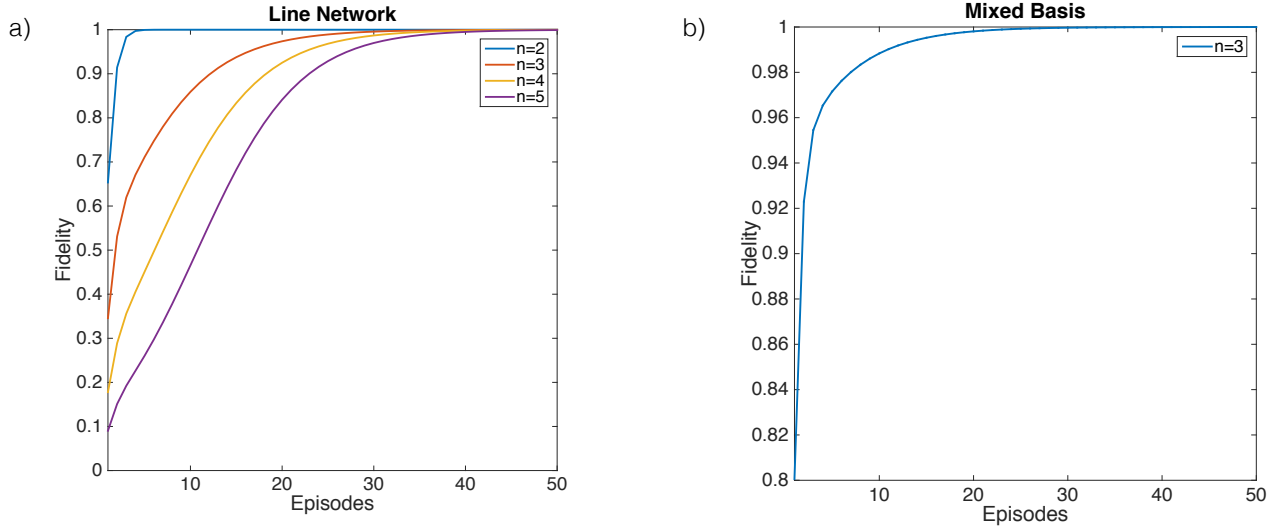 a)
Line Network
Fidelity
1
0.9
0.8
0.7
0.6
0.5
0.4
0.3
0.2
0.1
0
10
20
30
40
50
Episodes
n=2
n=3
n=4
n=5
b)
Mixed Basis
Fidelity
1
0.98
0.96
0.94
0.92
0.9
0.88
0.86
0.84
0.82
0.8
10
20
30
40
50
Episodes
n=3